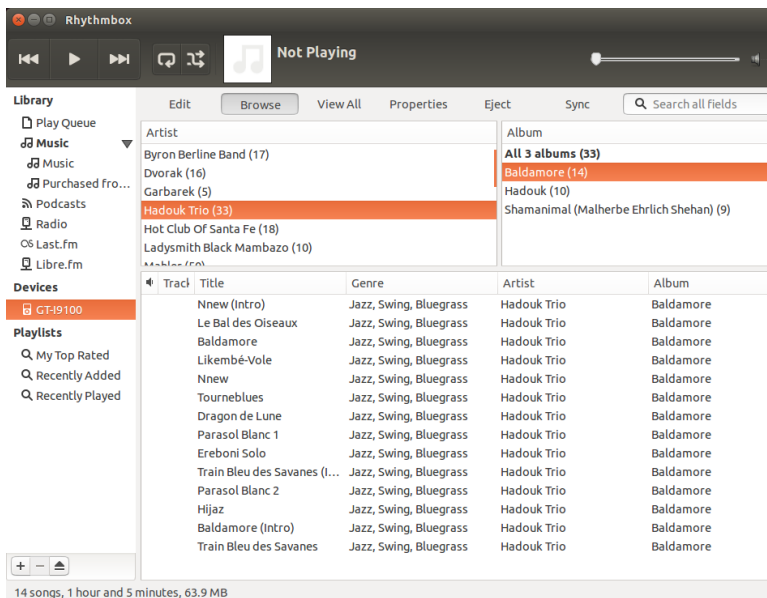 Rhythmbox
Not Playing
Library
Play Queue
Music
Music
Purchased fro...
Podcasts
Radio
Last.fm
Libre.fm
Devices
GT-I9100
Playlists
My Top Rated
Recently Added
Recently Played
Edit Browse View All Properties Eject Sync Search all fields
Artist
Byron Berline Band (17)
Dvorak (16)
Garbarek (5)
Hadouk Trio (33)
Hot Club Of Santa Fe (18)
Ladysmith Black Mambazo (10)
Album
All 3 albums (33)
Baldamore (14)
Hadouk (10)
Shamanimal (Malherbe Ehrlich Shehan) (9)
Track Title Genre Artist Album
Nnew (Intro) Jazz, Swing, Bluegrass Hadouk Trio Baldamore
Le Bal des Oiseaux Jazz, Swing, Bluegrass Hadouk Trio Baldamore
Baldamore Jazz, Swing, Bluegrass Hadouk Trio Baldamore
Likembé-Vole Jazz, Swing, Bluegrass Hadouk Trio Baldamore
Nnew Jazz, Swing, Bluegrass Hadouk Trio Baldamore
Tourneblues Jazz, Swing, Bluegrass Hadouk Trio Baldamore
Dragon de Lune Jazz, Swing, Bluegrass Hadouk Trio Baldamore
Parasol Blanc 1 Jazz, Swing, Bluegrass Hadouk Trio Baldamore
Ereboni Solo Jazz, Swing, Bluegrass Hadouk Trio Baldamore
Train Bleu des Savanes (I... Jazz, Swing, Bluegrass Hadouk Trio Baldamore
Parasol Blanc 2 Jazz, Swing, Bluegrass Hadouk Trio Baldamore
Hijaz Jazz, Swing, Bluegrass Hadouk Trio Baldamore
Baldamore (Intro) Jazz, Swing, Bluegrass Hadouk Trio Baldamore
Train Bleu des Savanes Jazz, Swing, Bluegrass Hadouk Trio Baldamore
14 songs, 1 hour and 5 minutes, 63.9 MB